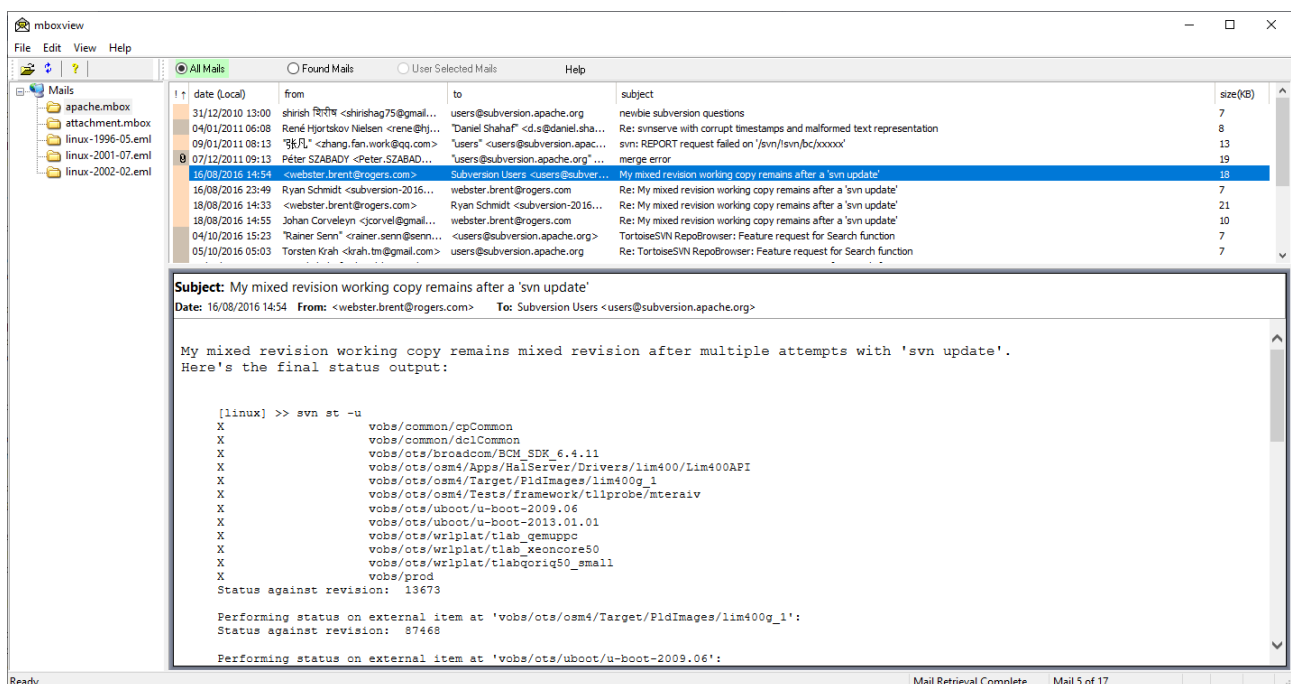 mboxview
File Edit View Help
All Mails Found Mails User Selected Mails Help
Mails
apache.mbox
attachment.mbox
linux-1996-05.eml
linux-2001-07.eml
linux-2002-02.eml
! date (Local) from to subject size(KB)
31/12/2010 13:00 shirish शिरीष <shirishag75@gmail... users@subversion.apache.org newbie subversion questions 7
04/01/2011 06:08 René Hjortskov Nielsen <rene@hj... "Daniel Shahaf" <d.s@daniel.sha... Re: svnserve with corrupt timestamps and malformed text representation 8
09/01/2011 08:13 "张凡" <zhang.fan.work@qq.com> "users" <users@subversion.apac... svn: REPORT request failed on '/svn/!svn/bc/xxxxx' 13
07/12/2011 09:13 Péter SZABADY <Peter.SZABAD... "users@subversion.apache.org" ... merge error 19
16/08/2016 14:54 <webster.brent@rogers.com> Subversion Users <users@subver... My mixed revision working copy remains after a 'svn update' 18
16/08/2016 23:49 Ryan Schmidt <subversion-2016... webster.brent@rogers.com Re: My mixed revision working copy remains after a 'svn update' 7
18/08/2016 14:33 <webster.brent@rogers.com> Ryan Schmidt <subversion-2016... Re: My mixed revision working copy remains after a 'svn update' 21
18/08/2016 14:55 Johan Corveleyn <jcorvel@gmail... webster.brent@rogers.com Re: My mixed revision working copy remains after a 'svn update' 10
04/10/2016 15:23 "Rainer Senn" <rainer.senn@senn... <users@subversion.apache.org> TortoiseSVN RepoBrowser: Feature request for Search function 7
05/10/2016 05:03 Torsten Krah <krah.tm@gmail.com> users@subversion.apache.org Re: TortoiseSVN RepoBrowser: Feature request for Search function 7
Subject: My mixed revision working copy remains after a 'svn update'
Date: 16/08/2016 14:54 From: <webster.brent@rogers.com> To: Subversion Users <users@subversion.apache.org>
My mixed revision working copy remains mixed revision after multiple attempts with 'svn update'.
Here's the final status output:
[linux] >> svn st -u
X vobs/common/cpCommon
X vobs/common/dclCommon
X vobs/ots/broadcom/BCM_SDK_6.4.11
X vobs/ots/osm4/Apps/HalServer/Drivers/lim400/Lim400API
X vobs/ots/osm4/Target/PldImages/lim400g_1
X vobs/ots/osm4/Tests/framework/tl1probe/mteraiv
X vobs/ots/uboot/u-boot-2009.06
X vobs/ots/uboot/u-boot-2013.01.01
X vobs/ots/wrlplat/tlab_qemuppc
X vobs/ots/wrlplat/tlab_xeoncore50
X vobs/ots/wrlplat/tlabqoriq50_small
X vobs/prod
Status against revision: 13673
Performing status on external item at 'vobs/ots/osm4/Target/PldImages/lim400g_1':
Status against revision: 87468
Performing status on external item at 'vobs/ots/uboot/u-boot-2009.06':
Ready Mail Retrieval Complete Mail 5 of 17